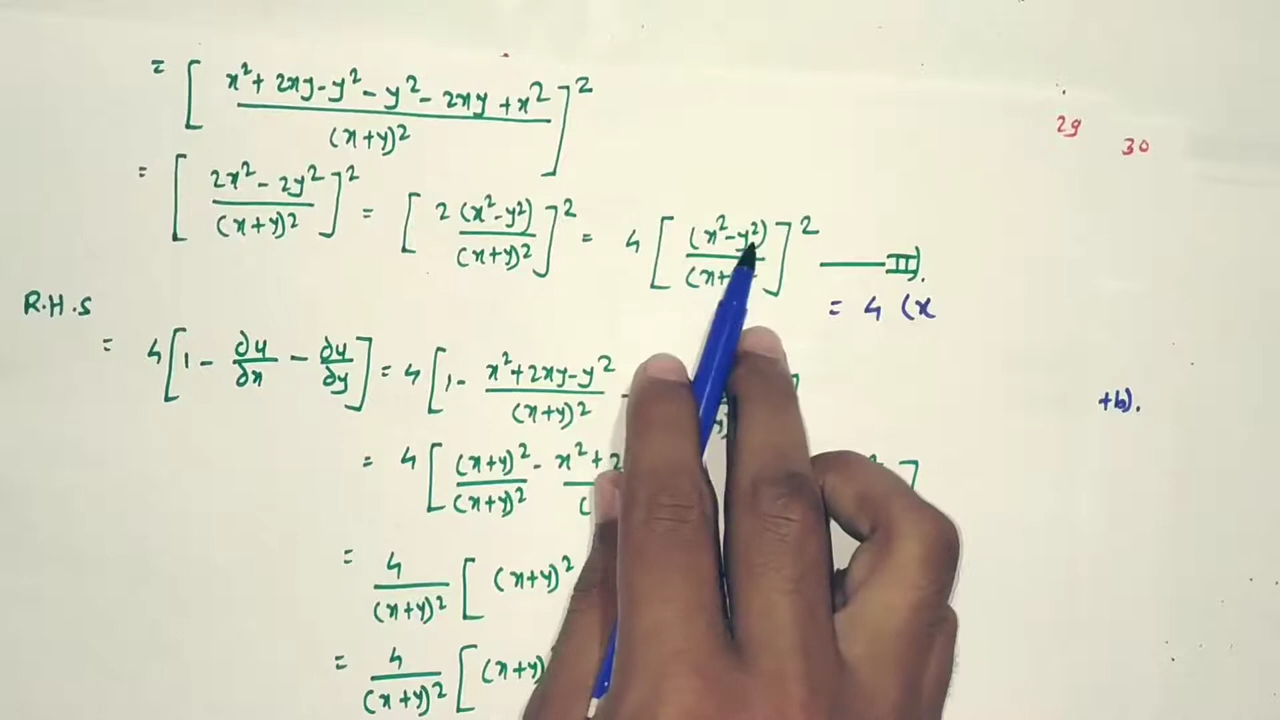 = [ x² + 2xy - y² - y² - 2xy + x² / (x+y)² ]²
29 30
= [ 2x² - 2y² / (x+y)² ]² = [ 2 (x² - y²) / (x+y)² ]² = 4 [ (x² - y²) / (x+ ]² —— II).
= 4 (x
R.H.S
= 4 [ 1 - ∂u/∂x - ∂u/∂y ] = 4 [ 1 - x² + 2xy - y² / (x+y)² -
+b).
= 4 [ (x+y)² / (x+y)² - x² + 2
= 4 / (x+y)² [ (x+y)²
= 4 / (x+y)² [ (x+y)